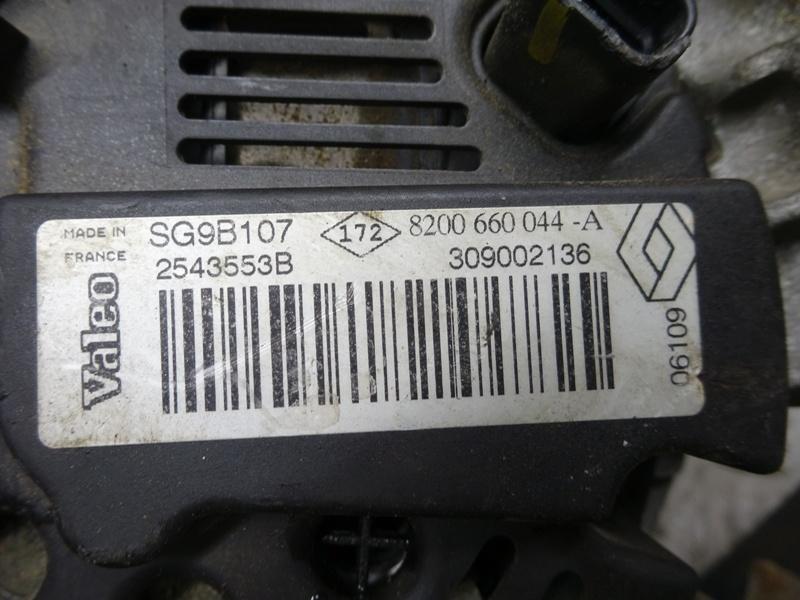 MADE IN
FRANCE
Valeo
SG9B107
172
8200 660 044 -A
2543553B
309002136
06109